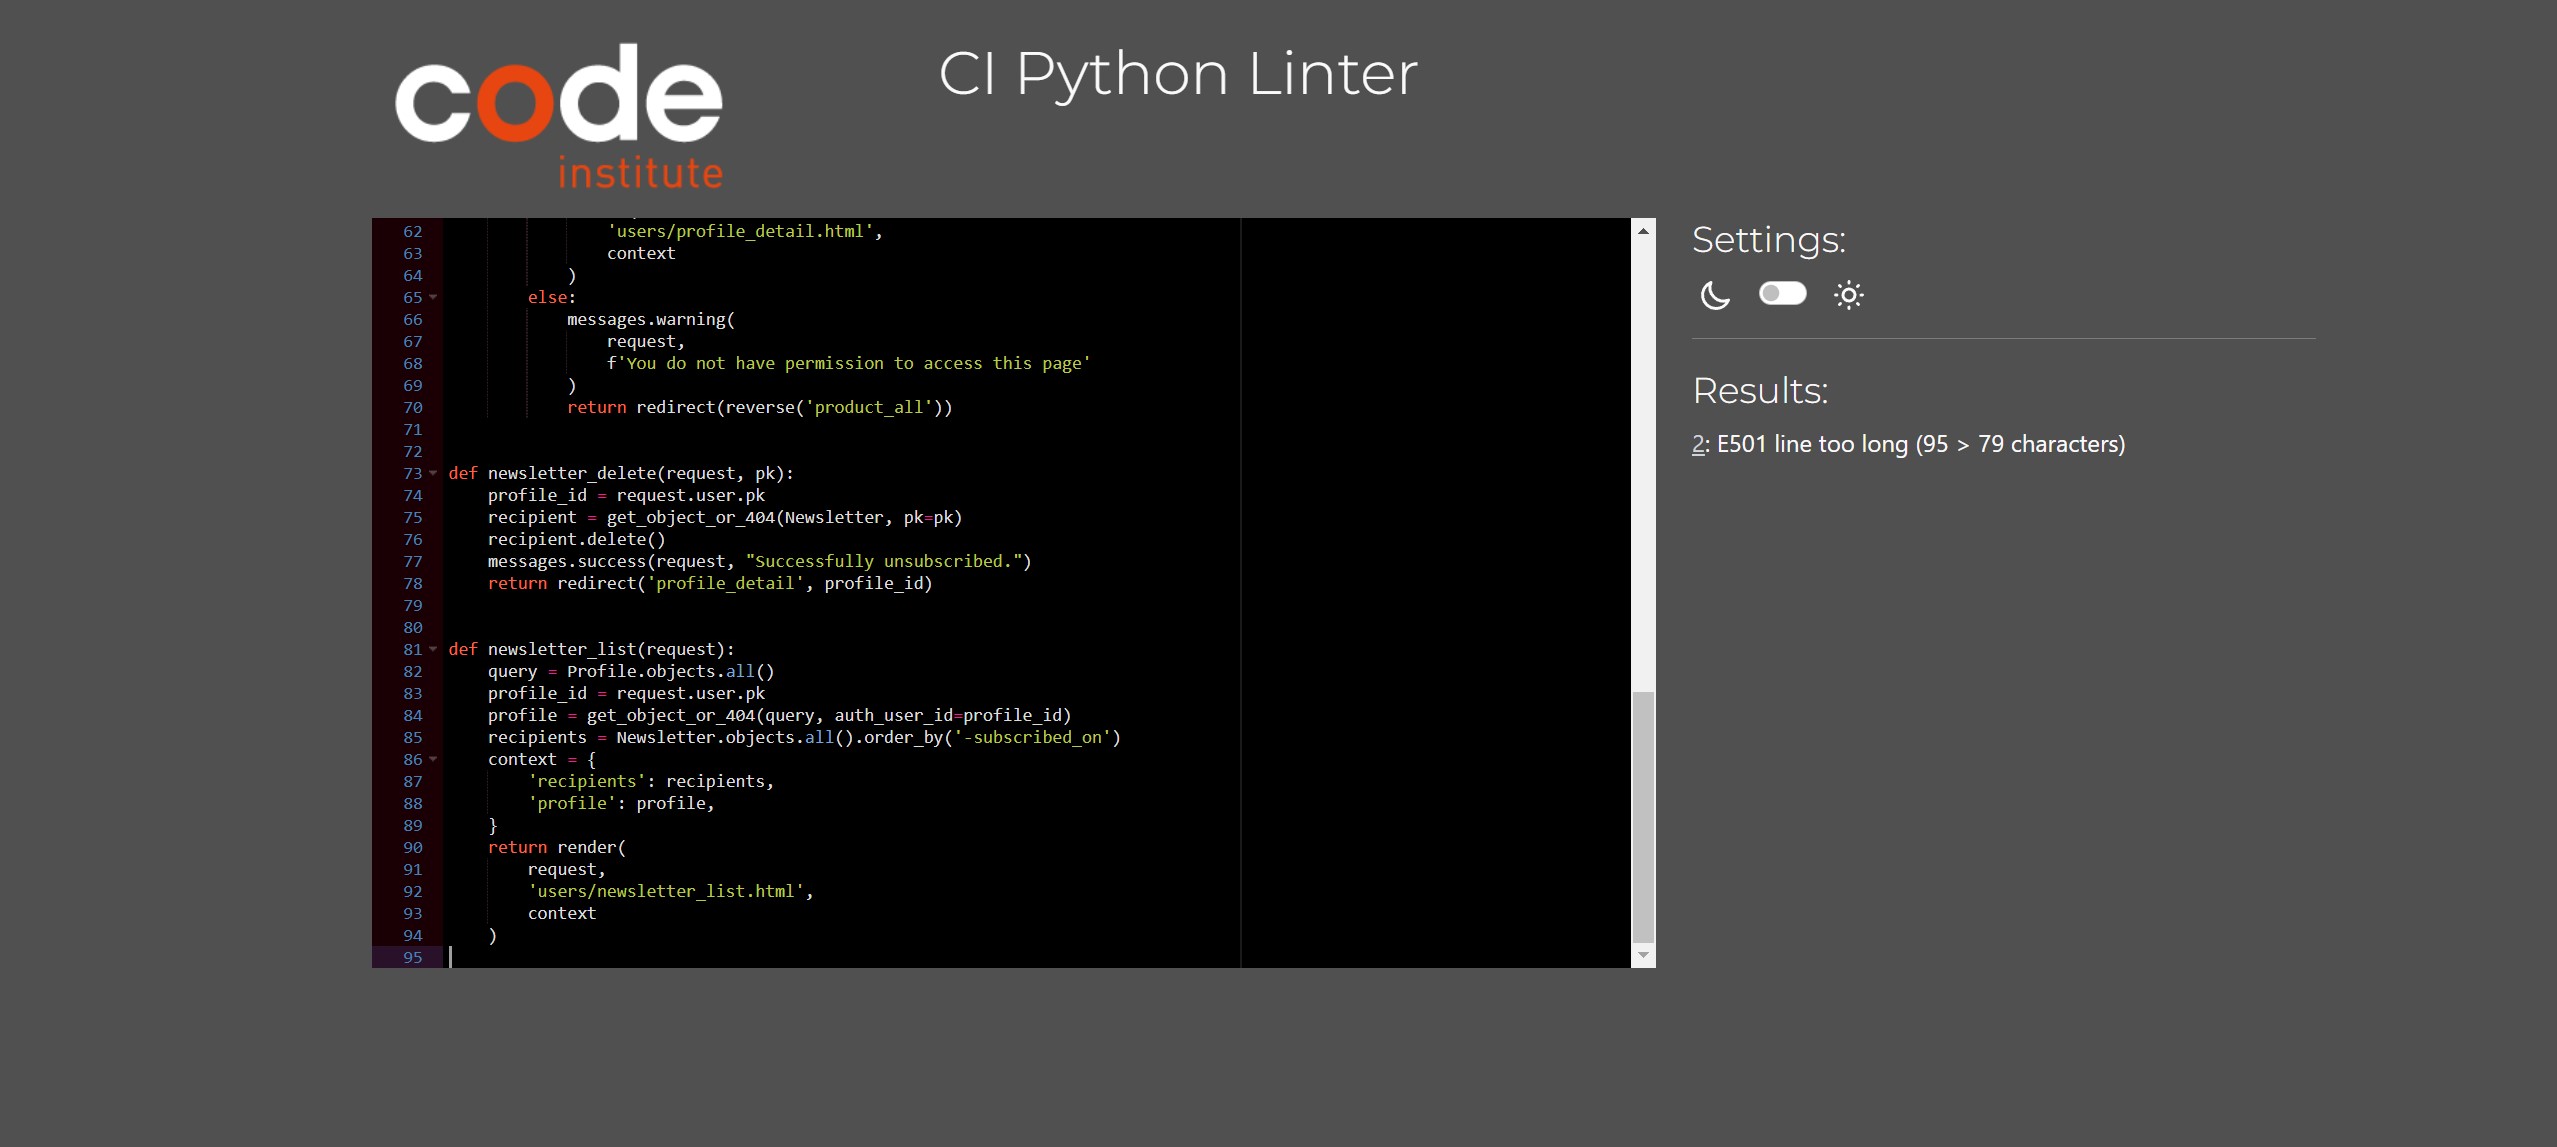 code
institute
CI Python Linter
62 'users/profile_detail.html',
63 context
64 )
65 else:
66 messages.warning(
67 request,
68 f'You do not have permission to access this page'
69 )
70 return redirect(reverse('product_all'))
71
72
73 def newsletter_delete(request, pk):
74 profile_id = request.user.pk
75 recipient = get_object_or_404(Newsletter, pk=pk)
76 recipient.delete()
77 messages.success(request, "Successfully unsubscribed.")
78 return redirect('profile_detail', profile_id)
79
80
81 def newsletter_list(request):
82 query = Profile.objects.all()
83 profile_id = request.user.pk
84 profile = get_object_or_404(query, auth_user_id=profile_id)
85 recipients = Newsletter.objects.all().order_by('-subscribed_on')
86 context = {
87 'recipients': recipients,
88 'profile': profile,
89 }
90 return render(
91 request,
92 'users/newsletter_list.html',
93 context
94 )
95
Settings:
Results:
2: E501 line too long (95 > 79 characters)